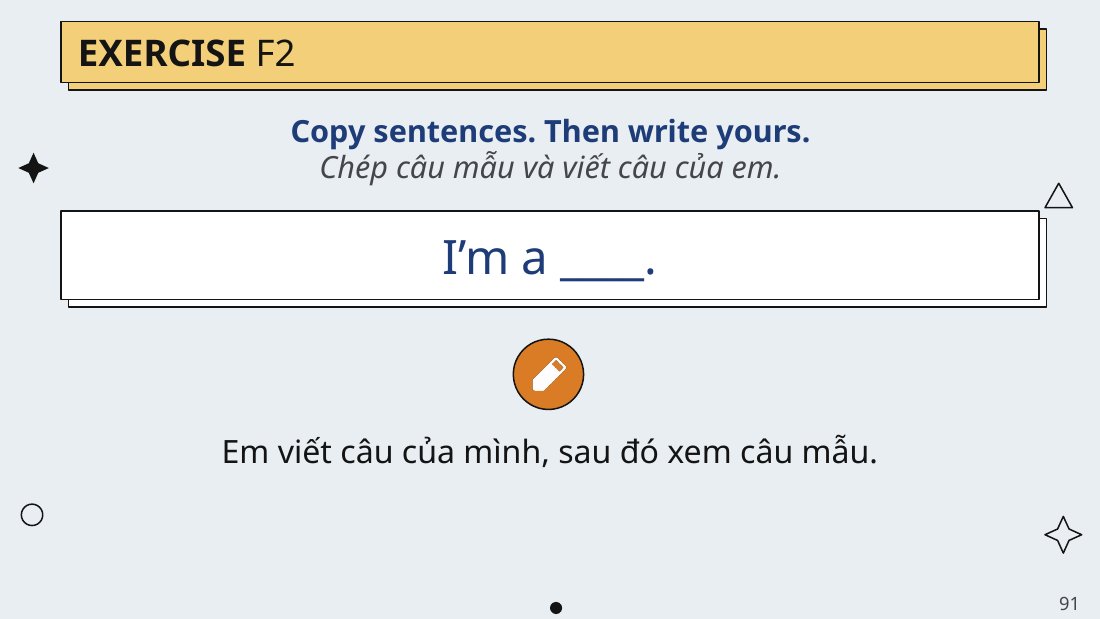 EXERCISE F2
Copy sentences. Then write yours.
Chép câu mẫu và viết câu của em.
I’m a ____.
Em viết câu của mình, sau đó xem câu mẫu.
91